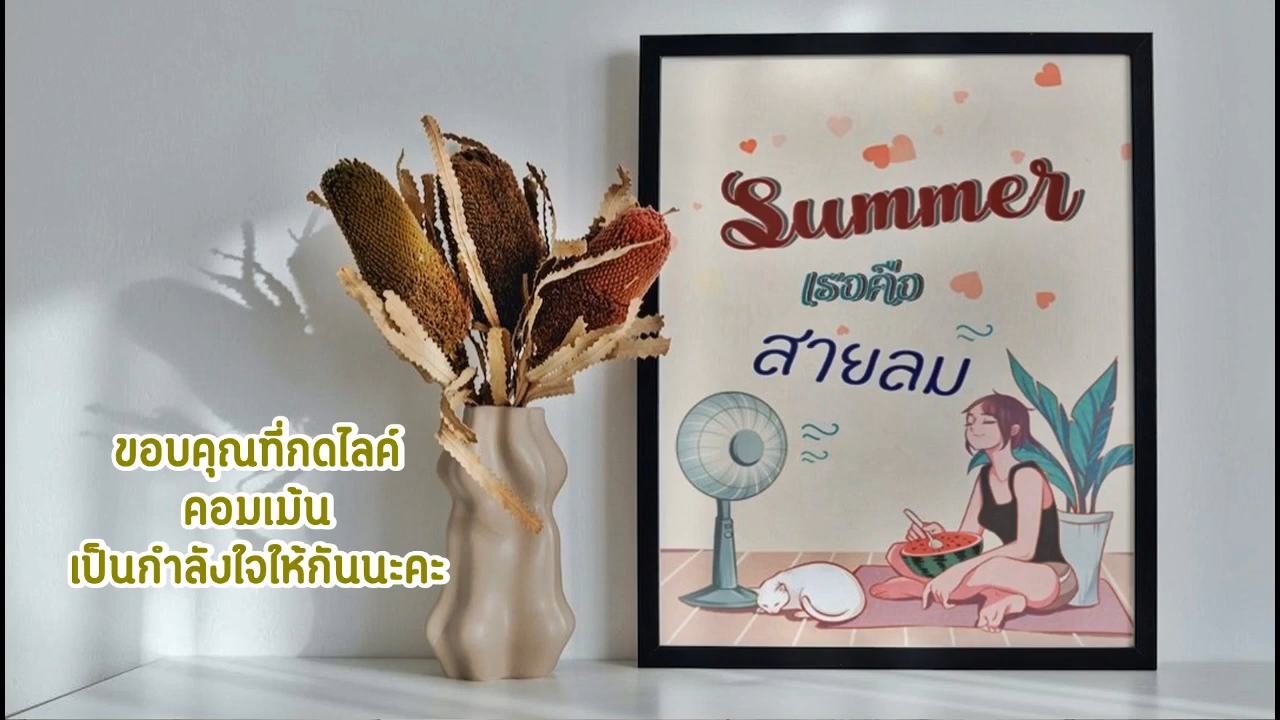 Summer
เธอคือ
สายลม
ขอบคุณที่กดไลค์
คอมเม้น
เป็นกำลังใจให้กันนะคะ